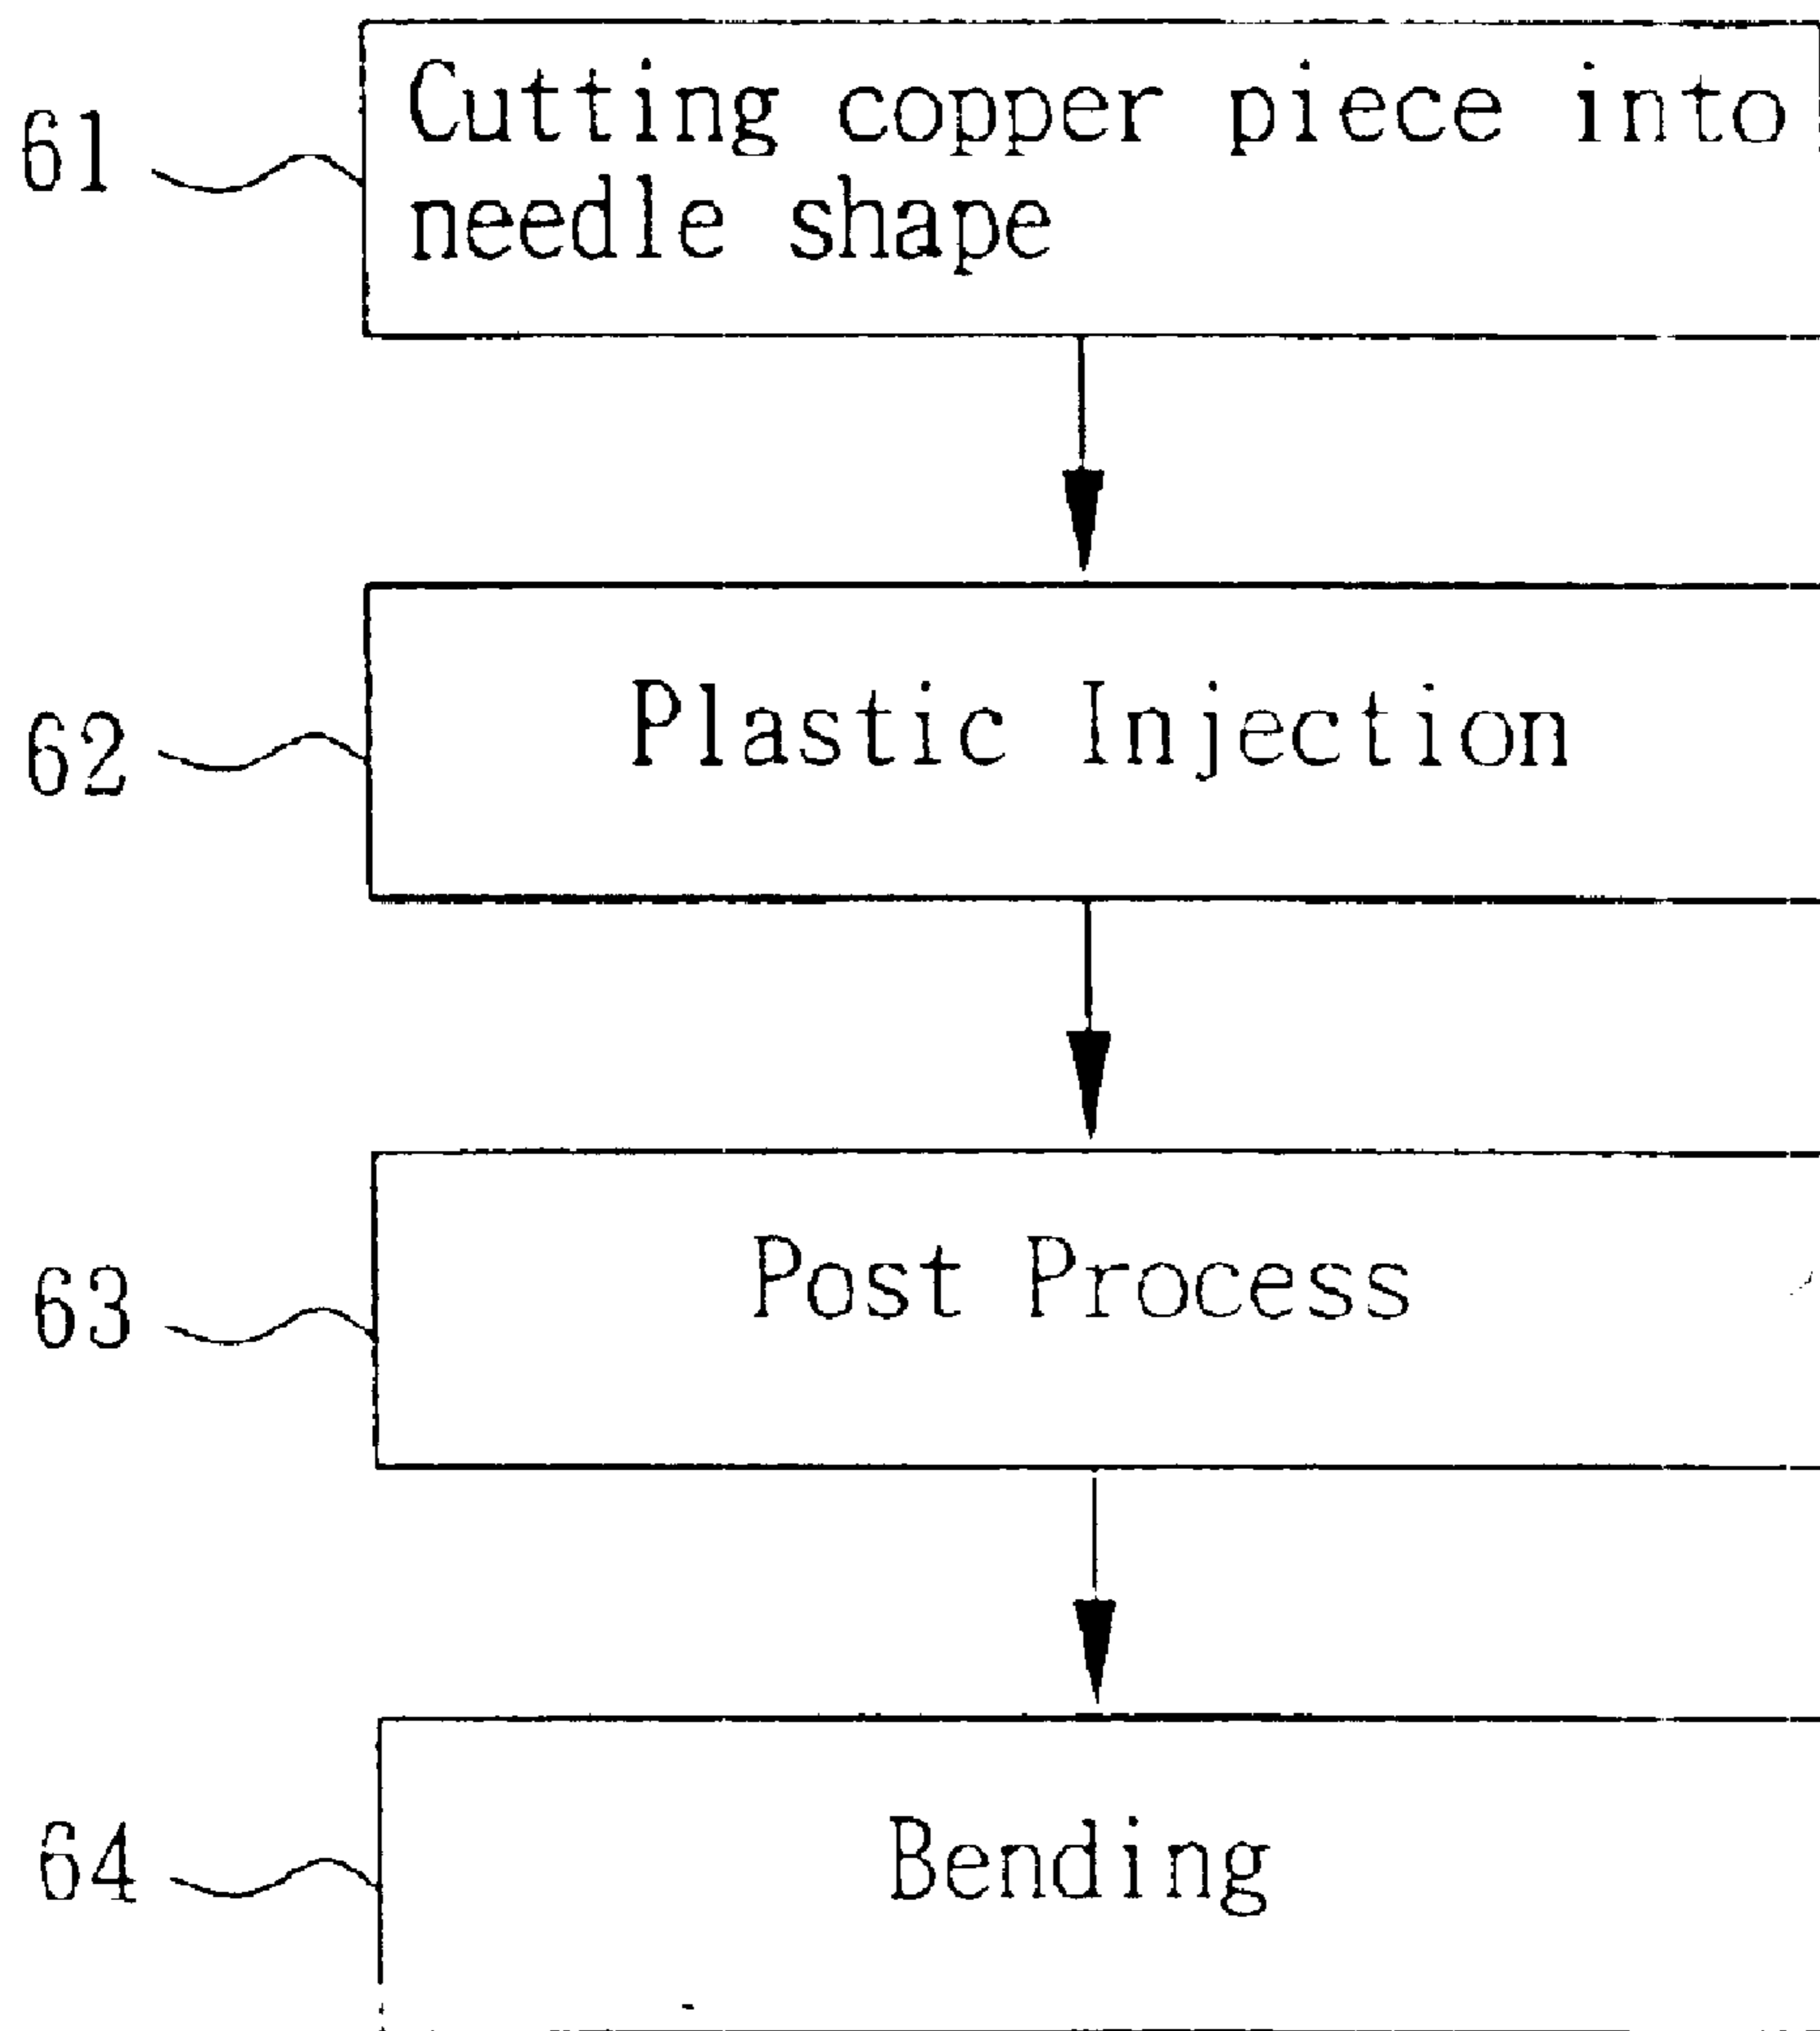 61
Cutting copper piece into
needle shape
62
Plastic Injection
63
Post Process
64
Bending